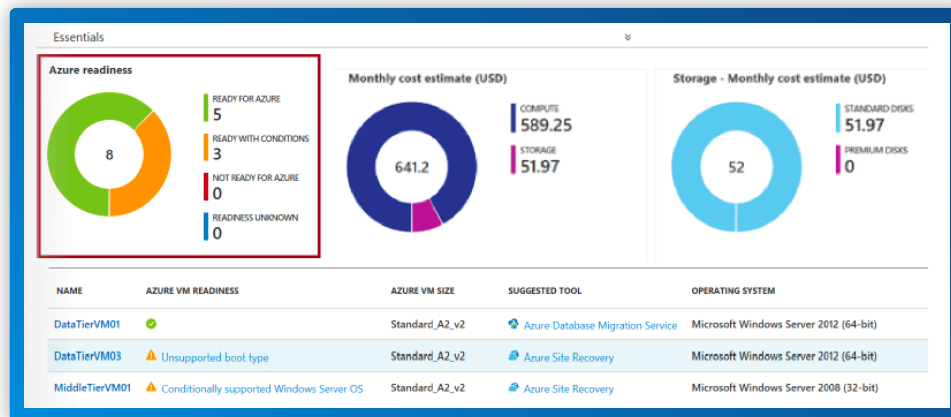 Essentials
Azure readiness
8
READY FOR AZURE
5
READY WITH CONDITIONS
3
NOT READY FOR AZURE
0
READINESS UNKNOWN
0
Monthly cost estimate (USD)
641.2
COMPUTE
589.25
STORAGE
51.97
Storage - Monthly cost estimate (USD)
52
STANDARD DISKS
51.97
PREMIUM DISKS
0
NAME AZURE VM READINESS AZURE VM SIZE SUGGESTED TOOL OPERATING SYSTEM
DataTierVM01 Standard_A2_v2 Azure Database Migration Service Microsoft Windows Server 2012 (64-bit)
DataTierVM03 Unsupported boot type Standard_A2_v2 Azure Site Recovery Microsoft Windows Server 2012 (64-bit)
MiddleTierVM01 Conditionally supported Windows Server OS Standard_A2_v2 Azure Site Recovery Microsoft Windows Server 2008 (32-bit)